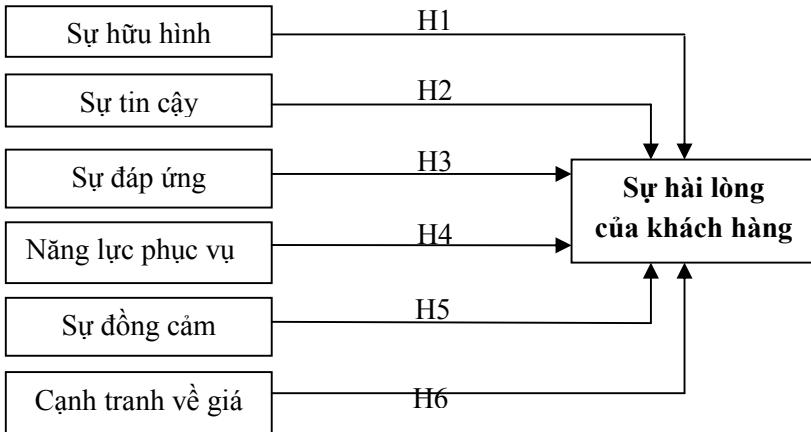 Sự hữu hình
H1
Sự tin cậy
H2
Sự đáp ứng
H3
Năng lực phục vụ
H4
Sự đồng cảm
H5
Cạnh tranh về giá
H6
Sự hài lòng
của khách hàng